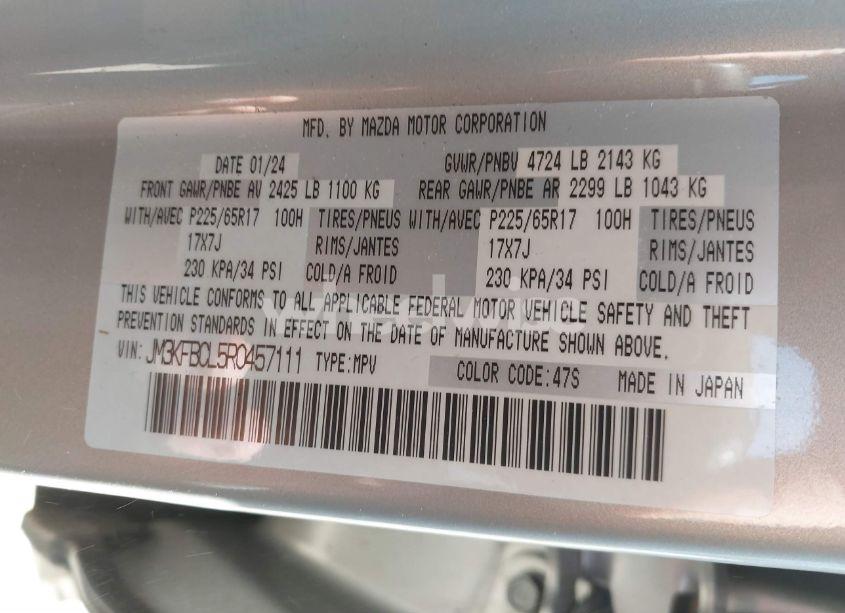 MFD. BY MAZDA MOTOR CORPORATION
DATE 01/24 GVWR/PNBV 4724 LB 2143 KG
FRONT GAWR/PNBE AV 2425 LB 1100 KG REAR GAWR/PNBE AR 2299 LB 1043 KG
WITH/AVEC P225/65R17 100H TIRES/PNEUS WITH/AVEC P225/65R17 100H TIRES/PNEUS
17X7J RIMS/JANTES 17X7J RIMS/JANTES
230 KPA/34 PSI COLD/A FROID 230 KPA/34 PSI COLD/A FROID
THIS VEHICLE CONFORMS TO ALL APPLICABLE FEDERAL MOTOR VEHICLE SAFETY AND THEFT
PREVENTION STANDARDS IN EFFECT ON THE DATE OF MANUFACTURE SHOWN ABOVE.
VIN: JM3KFBCL5R0457111 TYPE:MPV COLOR CODE:47S MADE IN JAPAN